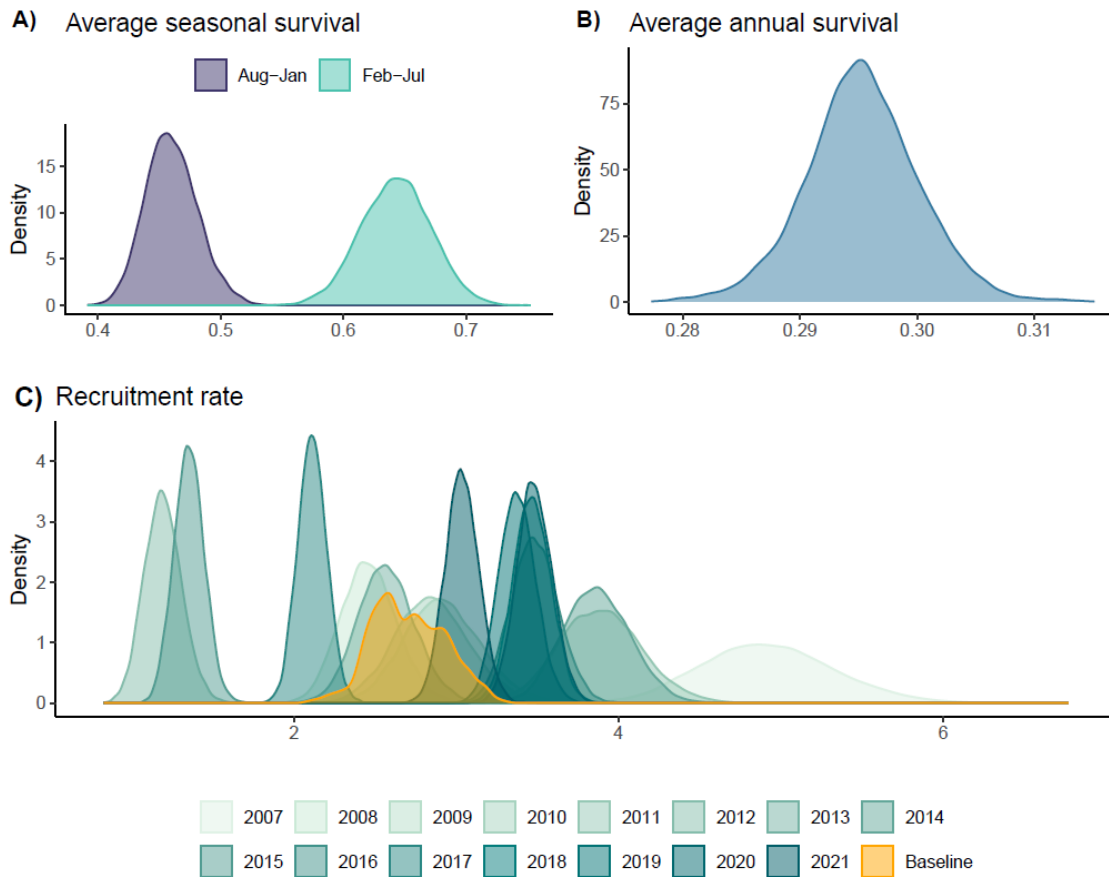 A) Average seasonal survival
Aug-Jan Feb-Jul
Density
15
10
5
0
0.4 0.5 0.6 0.7
B) Average annual survival
Density
75
50
25
0
0.28 0.29 0.30 0.31
C) Recruitment rate
Density
4
3
2
1
0
2 4 6
2007 2008 2009 2010 2011 2012 2013 2014
2015 2016 2017 2018 2019 2020 2021 Baseline